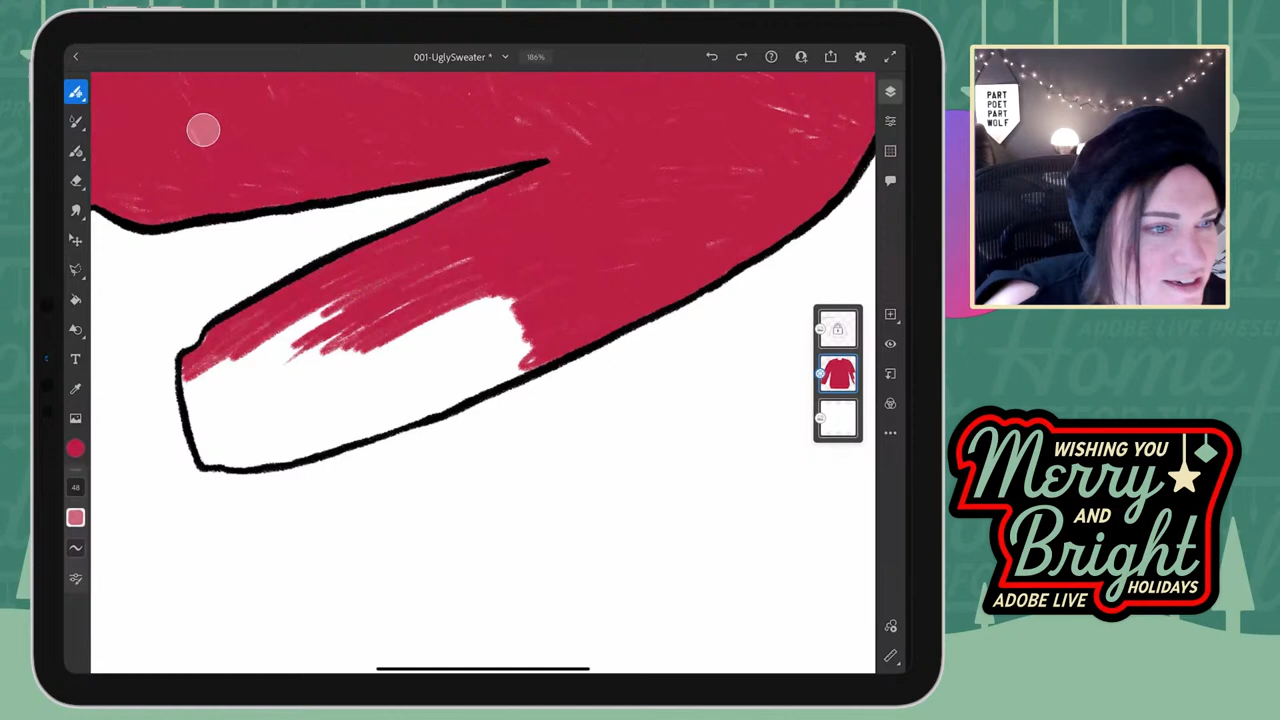 001-UglySweater *
186%
PART
POET
PART
WOLF
T
48
WISHING YOU
Merry
AND
Bright
HOLIDAYS
ADOBE LIVE